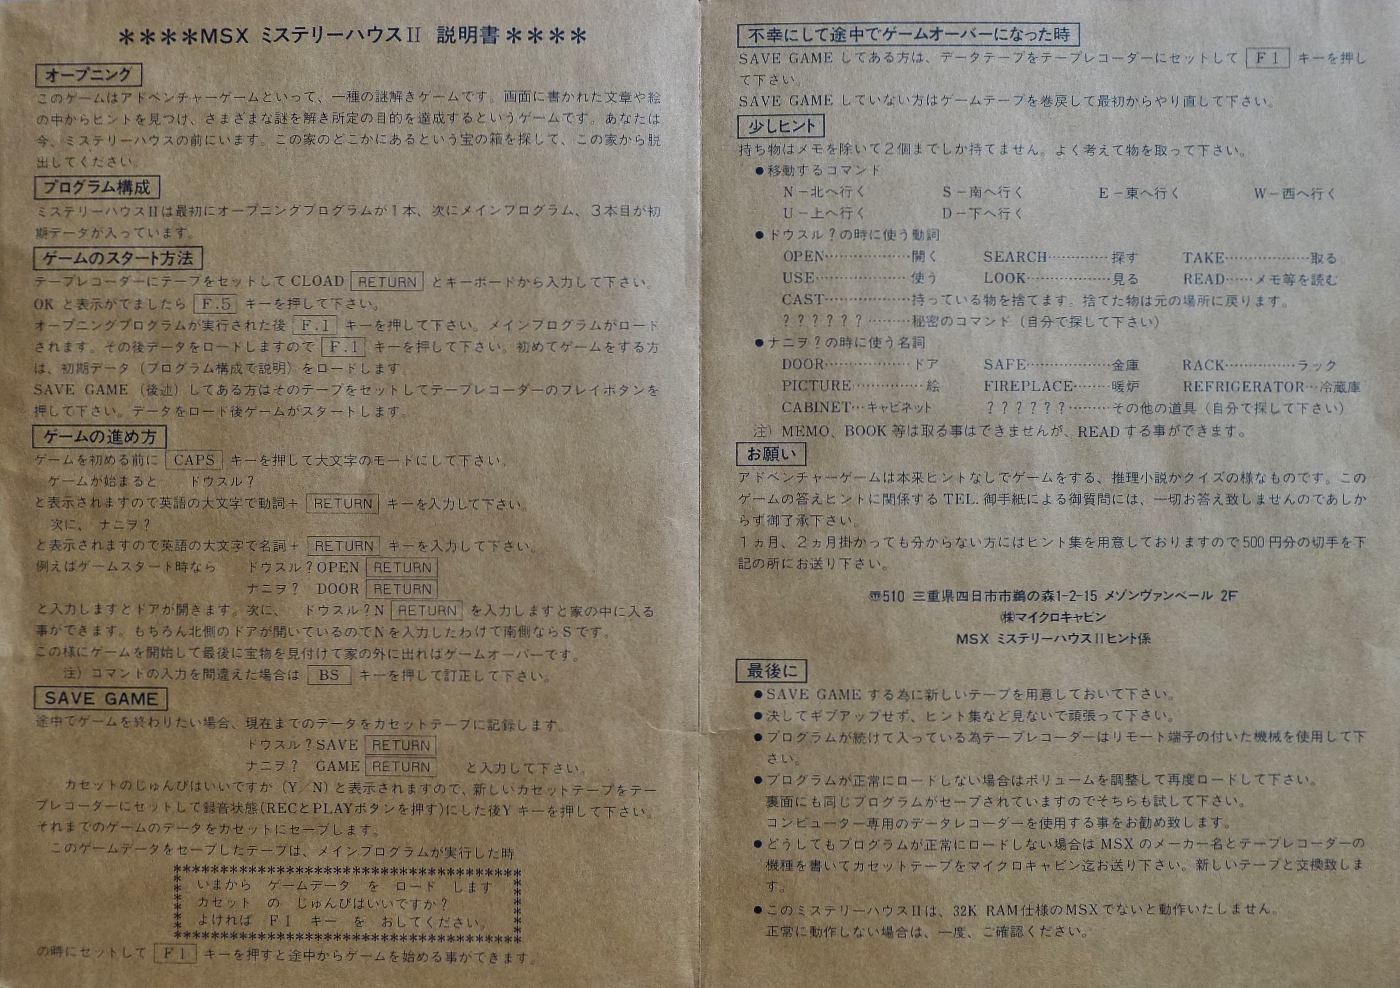 ****MSX ミステリーハウスII 説明書****
オープニング
このゲームはアドベンチャーゲームといって、一種の謎解きゲームです。画面に書かれた文章や絵
の中からヒントを見つけ、さまざまな謎を解き所定の目的を達成するというゲームです。あなたは
今、ミステリーハウスの前にいます。この家のどこかにあるという宝の箱を探して、この家から脱
出してください。
プログラム構成
ミステリーハウスIIは最初にオープニングプログラムが1本、次にメインプログラム、3本目が初
期データが入っています。
ゲームのスタート方法
テープレコーダーにテープをセットしてCLOAD RETURN とキーボードから入力して下さい。
OK と表示がでましたら F.5 キーを押して下さい。
オープニングプログラムが実行された後 F.1 キーを押して下さい。メインプログラムがロード
されます。その後データをロードしますので F.1 キーを押して下さい。初めてゲームをする方
は、初期データ(プログラム構成で説明)をロードします。
SAVE GAME(後述)してある方はそのテープをセットしてテープレコーダーのプレイボタンを
押して下さい。データをロード後ゲームがスタートします。
ゲームの進め方
ゲームを初める前に CAPS キーを押して大文字のモードにして下さい。
ゲームが始まると ドウスル?
と表示されますので英語の大文字で動詞+ RETURN キーを入力して下さい。
次に、 ナニヲ?
と表示されますので英語の大文字で名詞+ RETURN キーを入力して下さい。
例えばゲームスタート時なら ドウスル?OPEN RETURN
ナニヲ? DOOR RETURN
と入力しますとドアが開きます。次に、 ドウスル?N RETURN を入力しますと家の中に入る
事ができます。もちろん北側のドアが開いているのでNを入力したわけで南側ならSです。
この様にゲームを開始して最後に宝物を見付けて家の外に出ればゲームオーバーです。
注)コマンドの入力を間違えた場合は BS キーを押して訂正して下さい。
SAVE GAME
途中でゲームを終わりたい場合、現在までのデータをカセットテープに記録します。
ドウスル?SAVE RETURN
ナニヲ? GAME RETURN と入力して下さい。
カセットのじゅんびはいいですか(Y/N)と表示されますので、新しいカセットテープをテー
プレコーダーにセットして録音状態(RECとPLAYボタンを押す)にした後Yキーを押して下さい。
それまでのゲームのデータをカセットにセーブします。
このゲームデータをセーブしたテープは、メインプログラムが実行した時
いまから ゲームデータ を ロード します
カセット の じゅんびはいいですか?
よければ F1 キー を おしてください。
の時にセットして F1 キーを押すと途中からゲームを始める事ができます。
不幸にして途中でゲームオーバーになった時
SAVE GAME してある方は、データテープをテープレコーダーにセットして F1 キーを押し
て下さい。
SAVE GAME していない方はゲームテープを巻戻して最初からやり直して下さい。
少しヒント
持ち物はメモを除いて2個までしか持てません。よく考えて物を取って下さい。
●移動するコマンド
N-北へ行く S-南へ行く E-東へ行く W-西へ行く
U-上へ行く D-下へ行く
●ドウスル?の時に使う動詞
OPEN……………開く SEARCH…………探す TAKE……………取る
USE………………使う LOOK……………見る READ……メモ等を読む
CAST……………持っている物を捨てます。捨てた物は元の場所に戻ります。
??????………秘密のコマンド(自分で探して下さい)
●ナニヲ?の時に使う名詞
DOOR……………ドア SAFE……………金庫 RACK……………ラック
PICTURE…………絵 FIREPLACE………暖炉 REFRIGERATOR…冷蔵庫
CABINET…キャビネット ??????………その他の道具(自分で探して下さい)
注)MEMO、BOOK 等は取る事はできませんが、READ する事ができます。
お願い
アドベンチャーゲームは本来ヒントなしでゲームをする、推理小説かクイズの様なものです。この
ゲームの答えヒントに関係する TEL. 御手紙による御質問には、一切お答え致しませんのであしか
らず御了承下さい。
1ヵ月、2ヵ月掛かっても分からない方にはヒント集を用意しておりますので500円分の切手を下
記の所にお送り下さい。
〠510 三重県四日市市鵜の森1-2-15 メゾンヴァンベール 2F
㈱マイクロキャビン
MSX ミステリーハウスIIヒント係
最後に
●SAVE GAME する為に新しいテープを用意しておいて下さい。
●決してギブアップせず、ヒント集など見ないで頑張って下さい。
●プログラムが続けて入っている為テープレコーダーはリモート端子の付いた機械を使用して下
さい。
●プログラムが正常にロードしない場合はボリュームを調整して再度ロードして下さい。
裏面にも同じプログラムがセーブされていますのでそちらも試して下さい。
コンピューター専用のデータレコーダーを使用する事をお勧め致します。
●どうしてもプログラムが正常にロードしない場合は MSX のメーカー名とテープレコーダーの
機種を書いてカセットテープをマイクロキャビン迄お送り下さい。新しいテープと交換致しま
す。
●このミステリーハウスIIは、32K RAM仕様のMSXでないと動作いたしません。
正常に動作しない場合は、一度、ご確認ください。